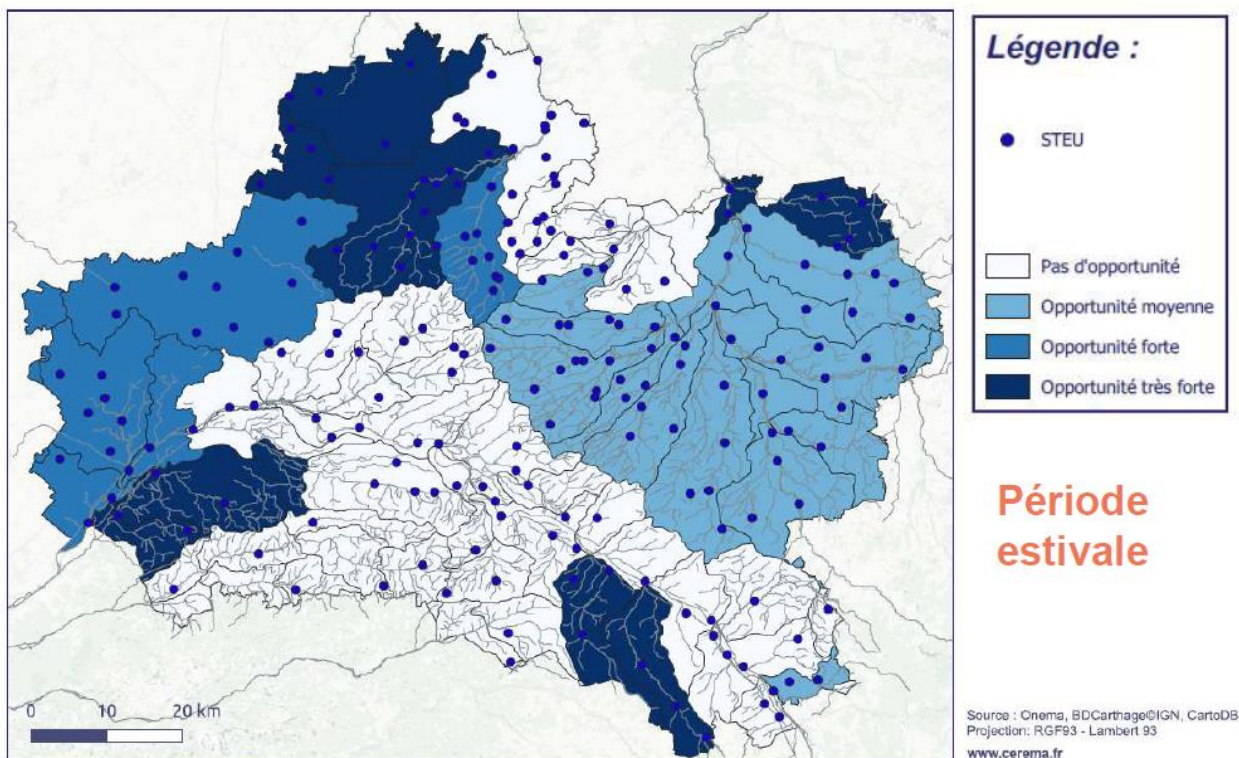 Légende :
STEU
Pas d'opportunité
Opportunité moyenne
Opportunité forte
Opportunité très forte
Période
estivale
0 10 20 km
Source : Onema, BDCarthage©IGN, CartoDB
Projection: RGF93 - Lambert 93
www.cerema.fr